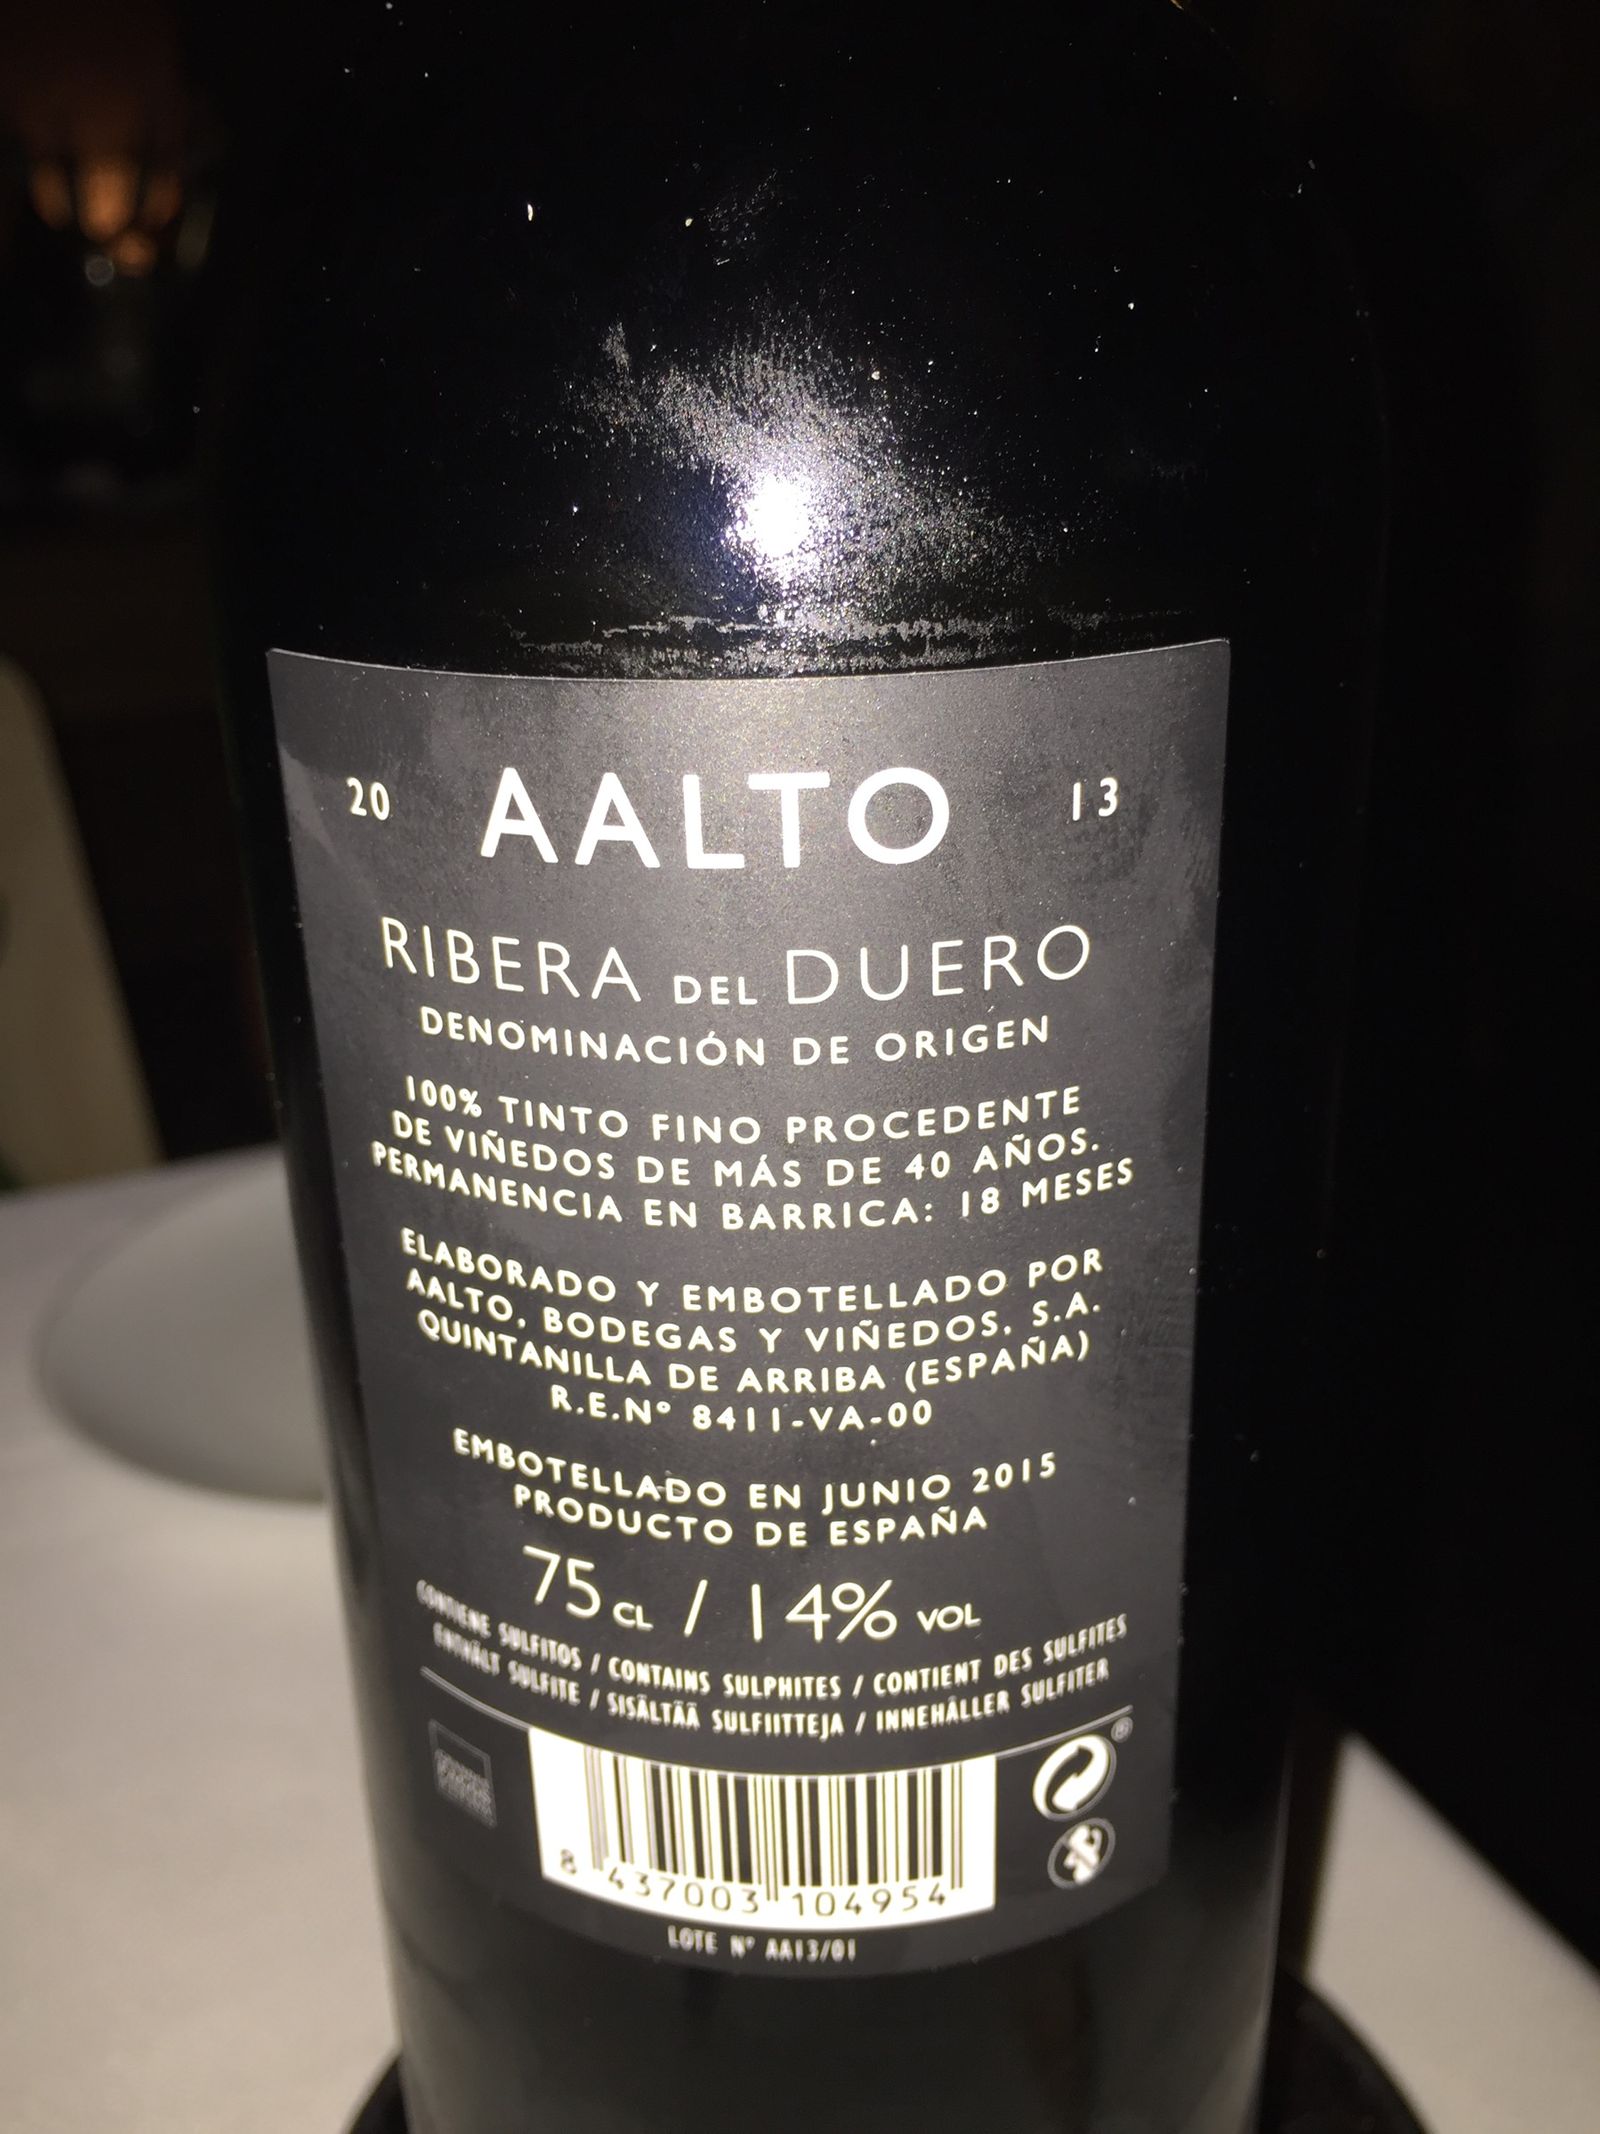 20 AALTO 13
RIBERA DEL DUERO
DENOMINACIÓN DE ORIGEN
100% TINTO FINO PROCEDENTE
DE VIÑEDOS DE MÁS DE 40 AÑOS.
PERMANENCIA EN BARRICA: 18 MESES
ELABORADO Y EMBOTELLADO POR
AALTO, BODEGAS Y VIÑEDOS, S.A.
QUINTANILLA DE ARRIBA (ESPAÑA)
R.E.Nº 8411-VA-00
EMBOTELLADO EN JUNIO 2015
PRODUCTO DE ESPAÑA
75 CL / 14% VOL
CONTIENE SULFITOS / CONTAINS SULPHITES / CONTIENT DES SULFITES
ENTHÄLT SULFITE / SISÄLTÄÄ SULFIITTEJA / INNEHÅLLER SULFITER
8 437003 104954
LOTE Nº AA13/01